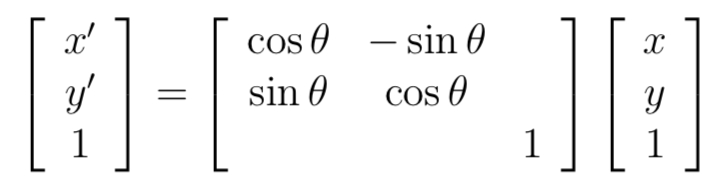 [ x′ ] = [ cos θ − sin θ ] [ x ]
[ y′ ] [ sin θ cos θ ] [ y ]
[ 1 ] [ 1 ] [ 1 ]